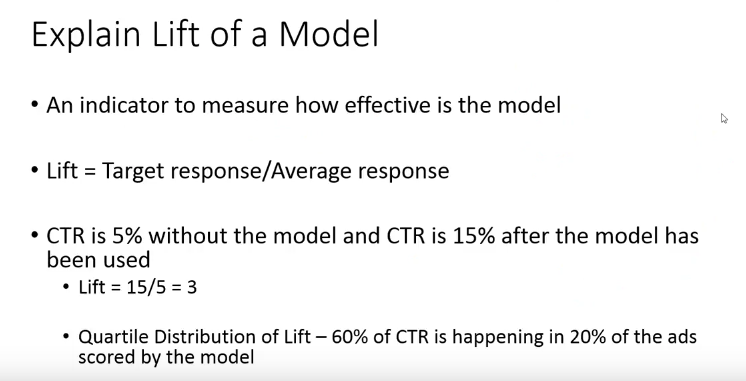 Explain Lift of a Model
• An indicator to measure how effective is the model
• Lift = Target response/Average response
• CTR is 5% without the model and CTR is 15% after the model has
been used
• Lift = 15/5 = 3
• Quartile Distribution of Lift – 60% of CTR is happening in 20% of the ads
scored by the model